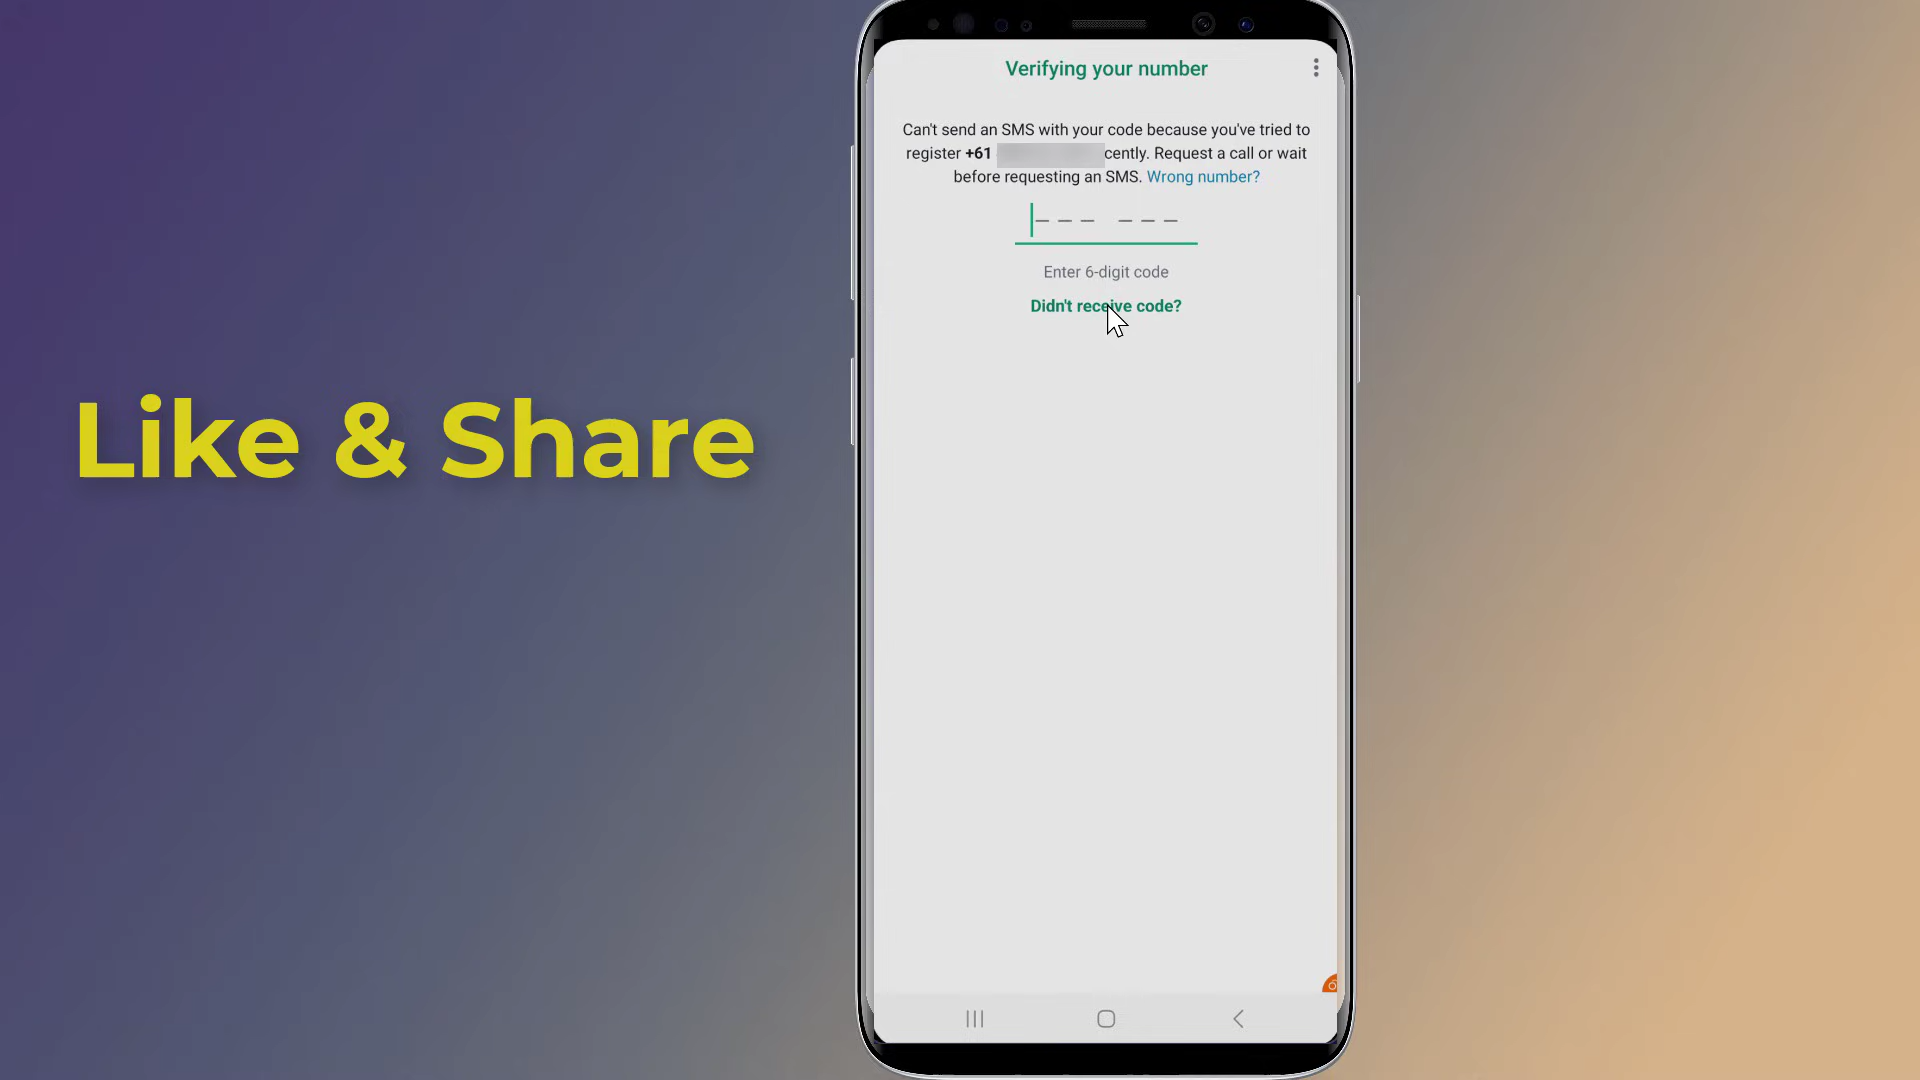 Verifying your number
Can't send an SMS with your code because you've tried to
register +61 cently. Request a call or wait
before requesting an SMS. Wrong number?
Enter 6-digit code
Didn't receive code?
Like & Share